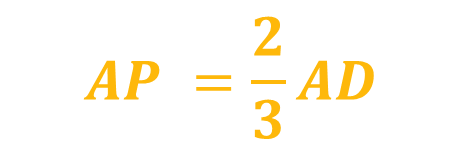 AP = 2/3 AD